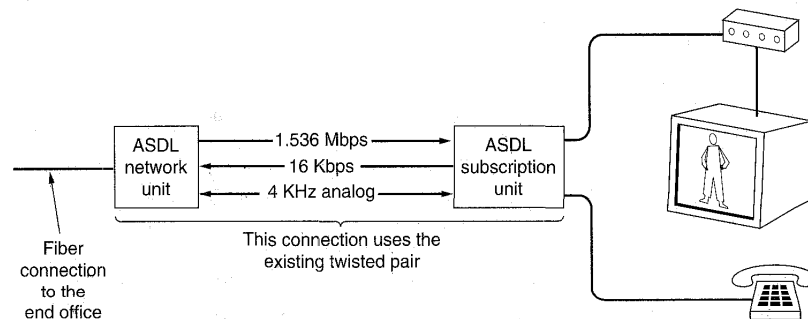 ASDL
network
unit
1.536 Mbps
16 Kbps
4 KHz analog
ASDL
subscription
unit
This connection uses the
existing twisted pair
Fiber
connection
to the
end office